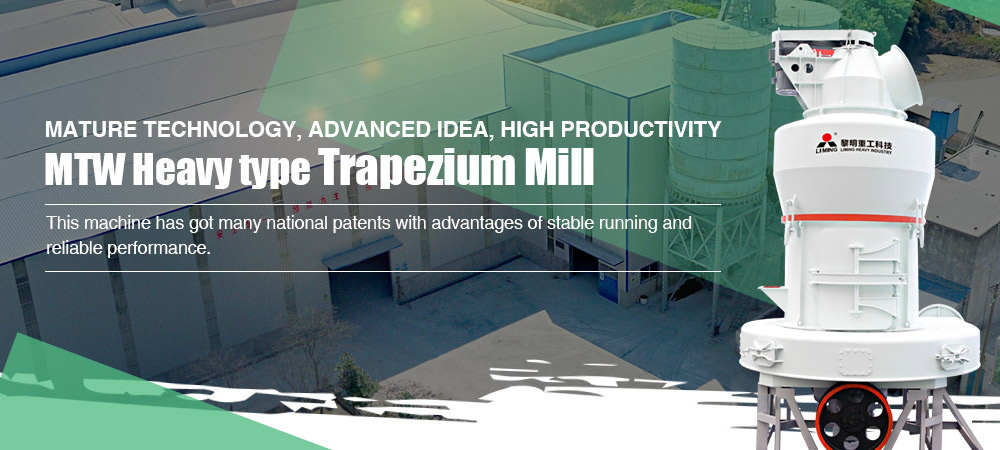 MATURE TECHNOLOGY, ADVANCED IDEA, HIGH PRODUCTIVITY
MTW Heavy type Trapezium Mill
This machine has got many national patents with advantages of stable running and
reliable performance.
LIMING 黎明重工科技
LIMING HEAVY INDUSTRY